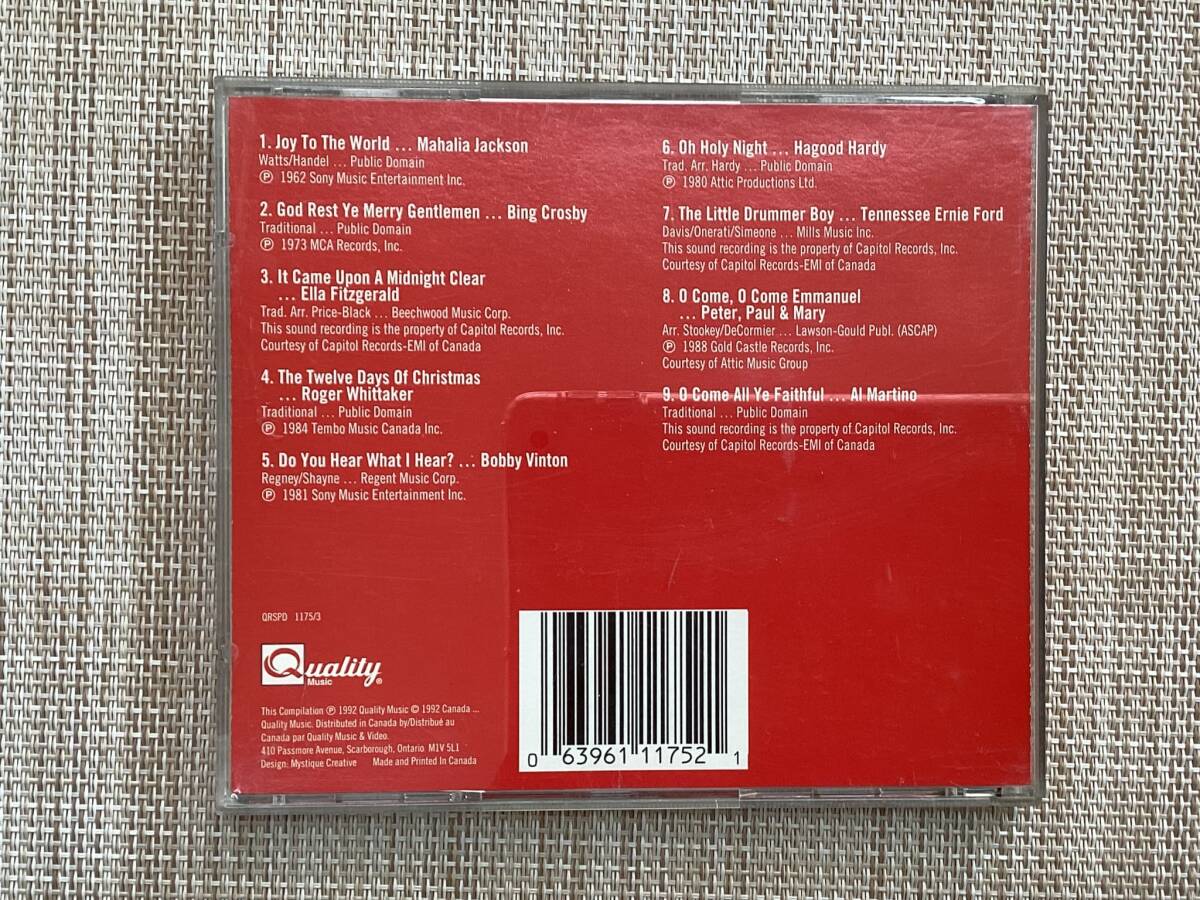 1. Joy To The World ... Mahalia Jackson
Watts/Handel ... Public Domain
Ⓟ 1962 Sony Music Entertainment Inc.
2. God Rest Ye Merry Gentlemen ... Bing Crosby
Traditional ... Public Domain
Ⓟ 1973 MCA Records, Inc.
3. It Came Upon A Midnight Clear
... Ella Fitzgerald
Trad. Arr. Price-Black ... Beechwood Music Corp.
This sound recording is the property of Capitol Records, Inc.
Courtesy of Capitol Records-EMI of Canada
4. The Twelve Days Of Christmas
... Roger Whittaker
Traditional ... Public Domain
Ⓟ 1984 Tembo Music Canada Inc.
5. Do You Hear What I Hear? ... Bobby Vinton
Regney/Shayne ... Regent Music Corp.
Ⓟ 1981 Sony Music Entertainment Inc.
6. Oh Holy Night ... Hagood Hardy
Trad. Arr. Hardy ... Public Domain
Ⓟ 1980 Attic Productions Ltd.
7. The Little Drummer Boy ... Tennessee Ernie Ford
Davis/Onerati/Simeone ... Mills Music Inc.
This sound recording is the property of Capitol Records, Inc.
Courtesy of Capitol Records-EMI of Canada
8. O Come, O Come Emmanuel
... Peter, Paul & Mary
Arr. Stookey/DeCormier ... Lawson-Gould Publ. (ASCAP)
Ⓟ 1988 Gold Castle Records, Inc.
Courtesy of Attic Music Group
9. O Come All Ye Faithful ... Al Martino
Traditional ... Public Domain
This sound recording is the property of Capitol Records, Inc.
Courtesy of Capitol Records-EMI of Canada
QRSPD 1175/3
Quality
Music ®
This Compilation Ⓟ 1992 Quality Music © 1992 Canada ...
Quality Music. Distributed in Canada by/Distribué au
Canada par Quality Music & Video.
410 Passmore Avenue, Scarborough, Ontario M1V 5L1
Design: Mystique Creative Made and Printed In Canada
0 63961 11752 1